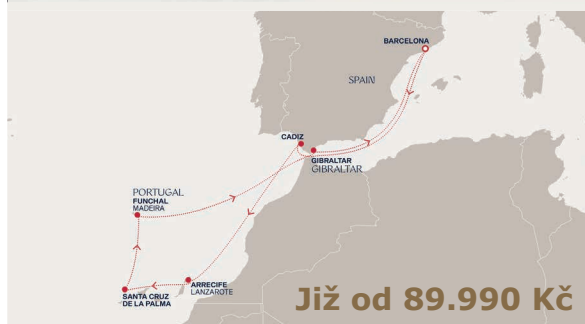 BARCELONA
SPAIN
CADIZ
GIBRALTAR
GIBRALTAR
PORTUGAL
FUNCHAL
MADEIRA
ARRECIFE
LANZAROTE
SANTA CRUZ
DE LA PALMA
Již od 89.990 Kč